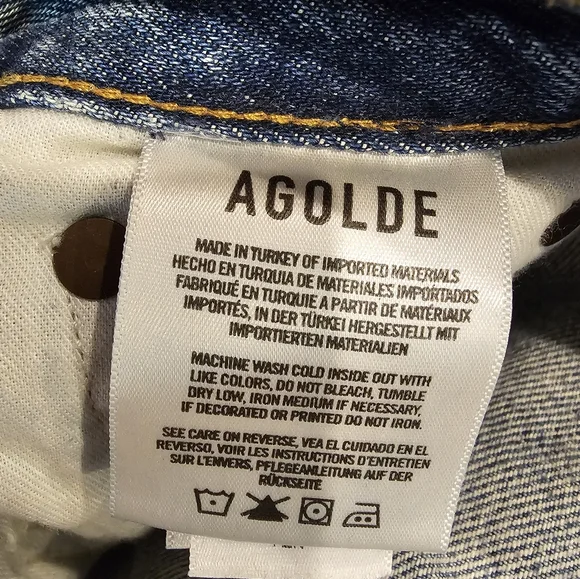 AGOLDE
MADE IN TURKEY OF IMPORTED MATERIALS
HECHO EN TURQUIA DE MATERIALES IMPORTADOS
FABRIQUÉ EN TURQUIE A PARTIR DE MATÉRIAUX
IMPORTÉS, IN DER TÜRKEI HERGESTELLT MIT
IMPORTIERTEN MATERIALIEN
MACHINE WASH COLD INSIDE OUT WITH
LIKE COLORS, DO NOT BLEACH, TUMBLE
DRY LOW, IRON MEDIUM IF NECESSARY.
IF DECORATED OR PRINTED DO NOT IRON.
SEE CARE ON REVERSE, VEA EL CUIDADO EN EL
REVERSO, VOIR LES INSTRUCTIONS D'ENTRETIEN
SUR L'ENVERS, PFLEGEANLEITUNG AUF DER
RÜCKSEITE